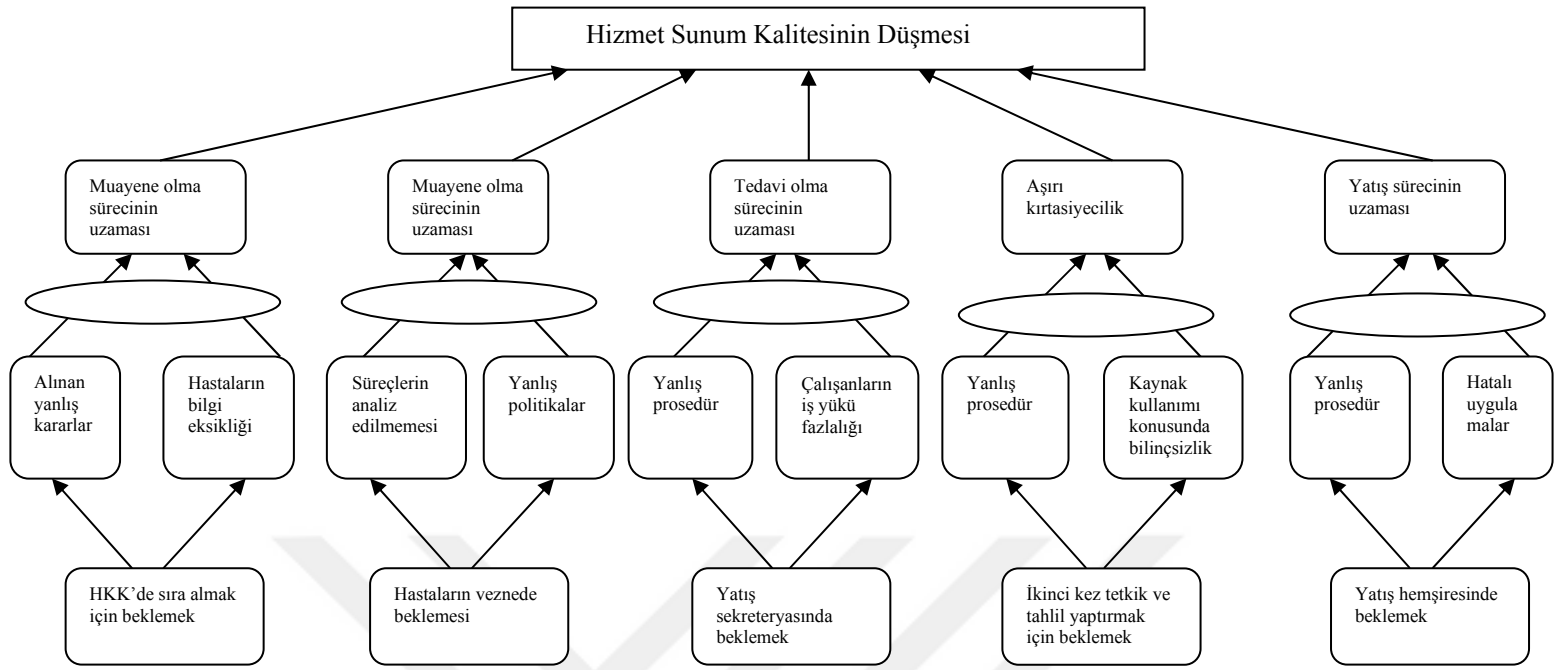 Hizmet Sunum Kalitesinin Düşmesi
Muayene olma
sürecinin
uzaması
Muayene olma
sürecinin
uzaması
Tedavi olma
sürecinin
uzaması
Aşırı
kırtasiyecilik
Yatış sürecinin
uzaması
Alınan
yanlış
kararlar
Hastaların
bilgi
eksikliği
Süreçlerin
analiz
edilmemesi
Yanlış
politikalar
Yanlış
prosedür
Çalışanların
iş yükü
fazlalığı
Yanlış
prosedür
Kaynak
kullanımı
konusunda
bilinçsizlik
Yanlış
prosedür
Hatalı
uygula
malar
HKK’de sıra almak
için beklemek
Hastaların veznede
beklemesi
Yatış
sekreteryasında
beklemek
İkinci kez tetkik ve
tahlil yaptırmak
için beklemek
Yatış hemşiresinde
beklemek